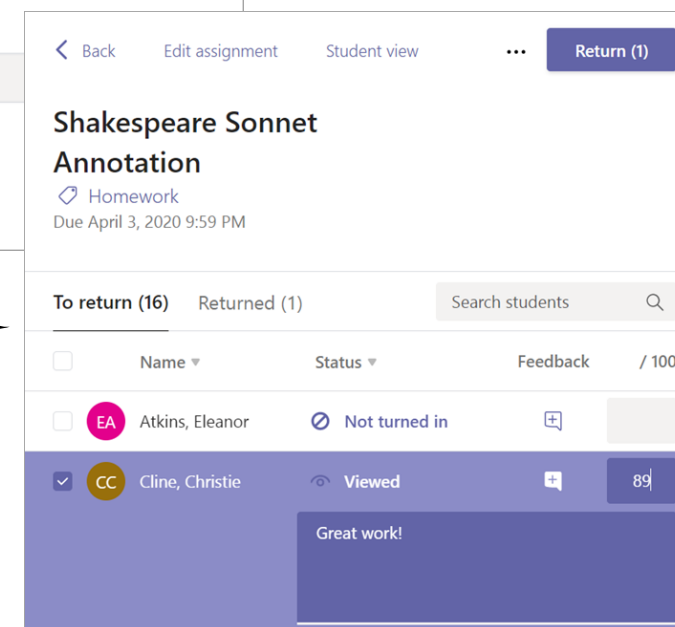 Back Edit assignment Student view ... Return (1)
Shakespeare Sonnet
Annotation
Homework
Due April 3, 2020 9:59 PM
To return (16) Returned (1) Search students
Name Status Feedback / 100
EA Atkins, Eleanor Not turned in
CC Cline, Christie Viewed 89
Great work!